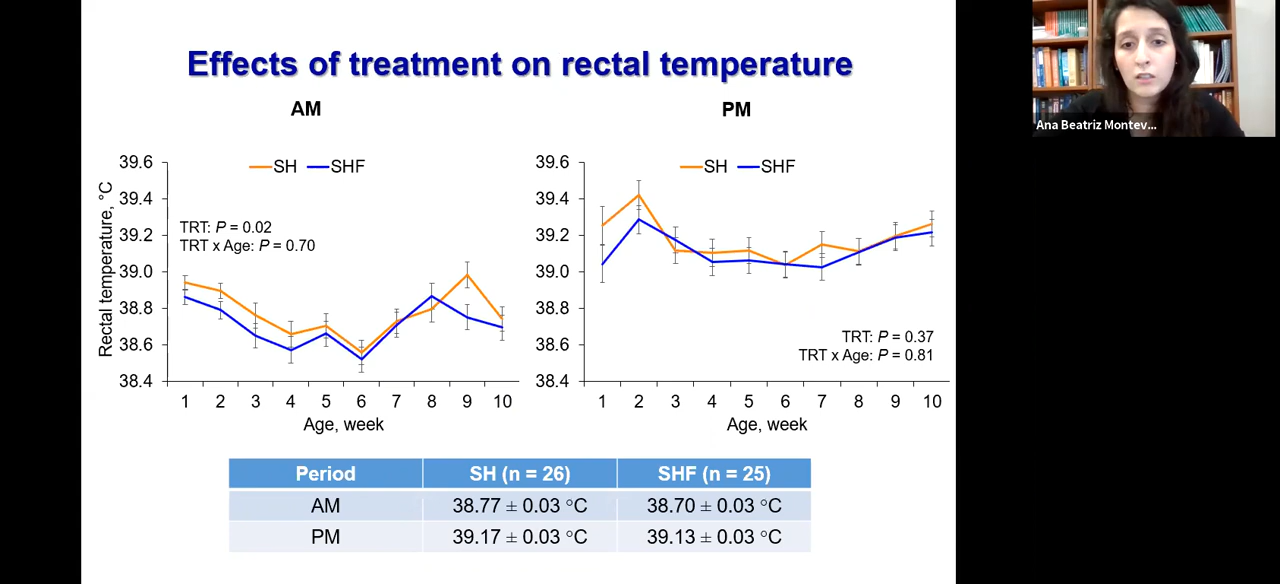 Effects of treatment on rectal temperature
AM
SH SHF
Rectal temperature, °C
39.6
39.4
39.2
39.0
38.8
38.6
38.4
TRT: P = 0.02
TRT x Age: P = 0.70
1 2 3 4 5 6 7 8 9 10
Age, week
PM
SH SHF
39.6
39.4
39.2
39.0
38.8
38.6
38.4
TRT: P = 0.37
TRT x Age: P = 0.81
1 2 3 4 5 6 7 8 9 10
Age, week
Period SH (n = 26) SHF (n = 25)
AM 38.77 ± 0.03 °C 38.70 ± 0.03 °C
PM 39.17 ± 0.03 °C 39.13 ± 0.03 °C
Ana Beatriz Montev...